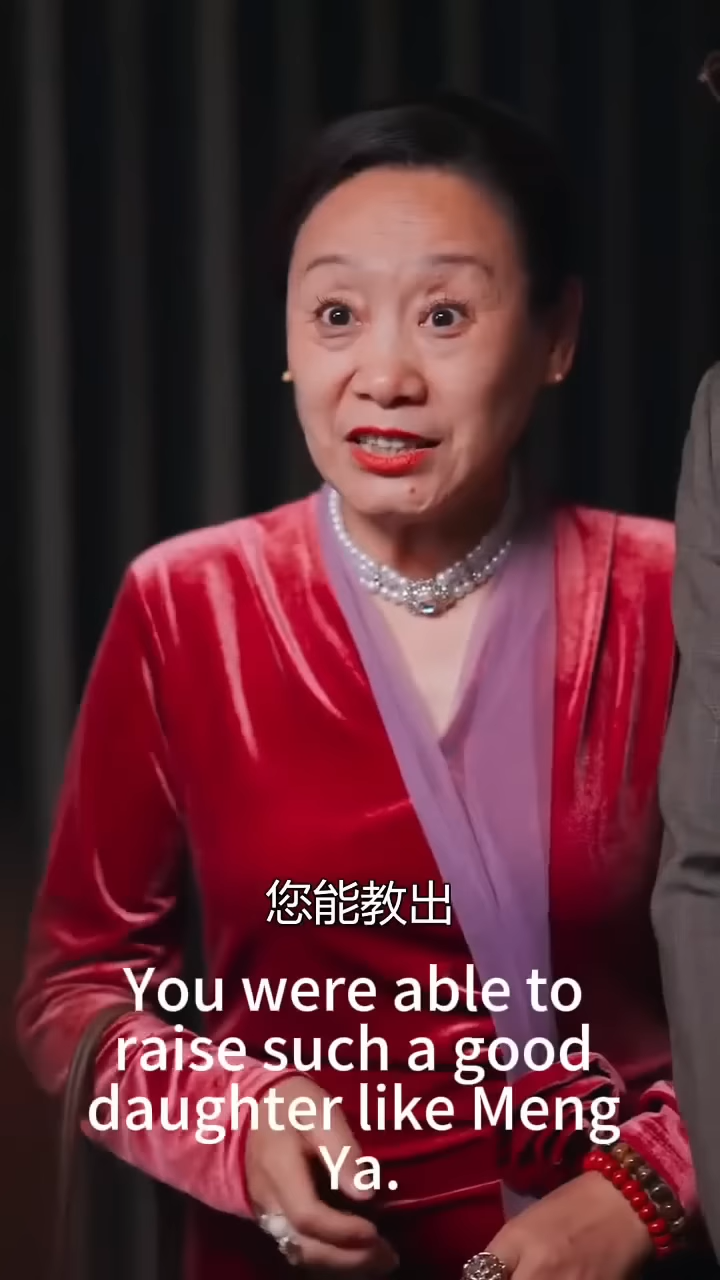 您能教出
You were able to
raise such a good
daughter like Meng
Ya.